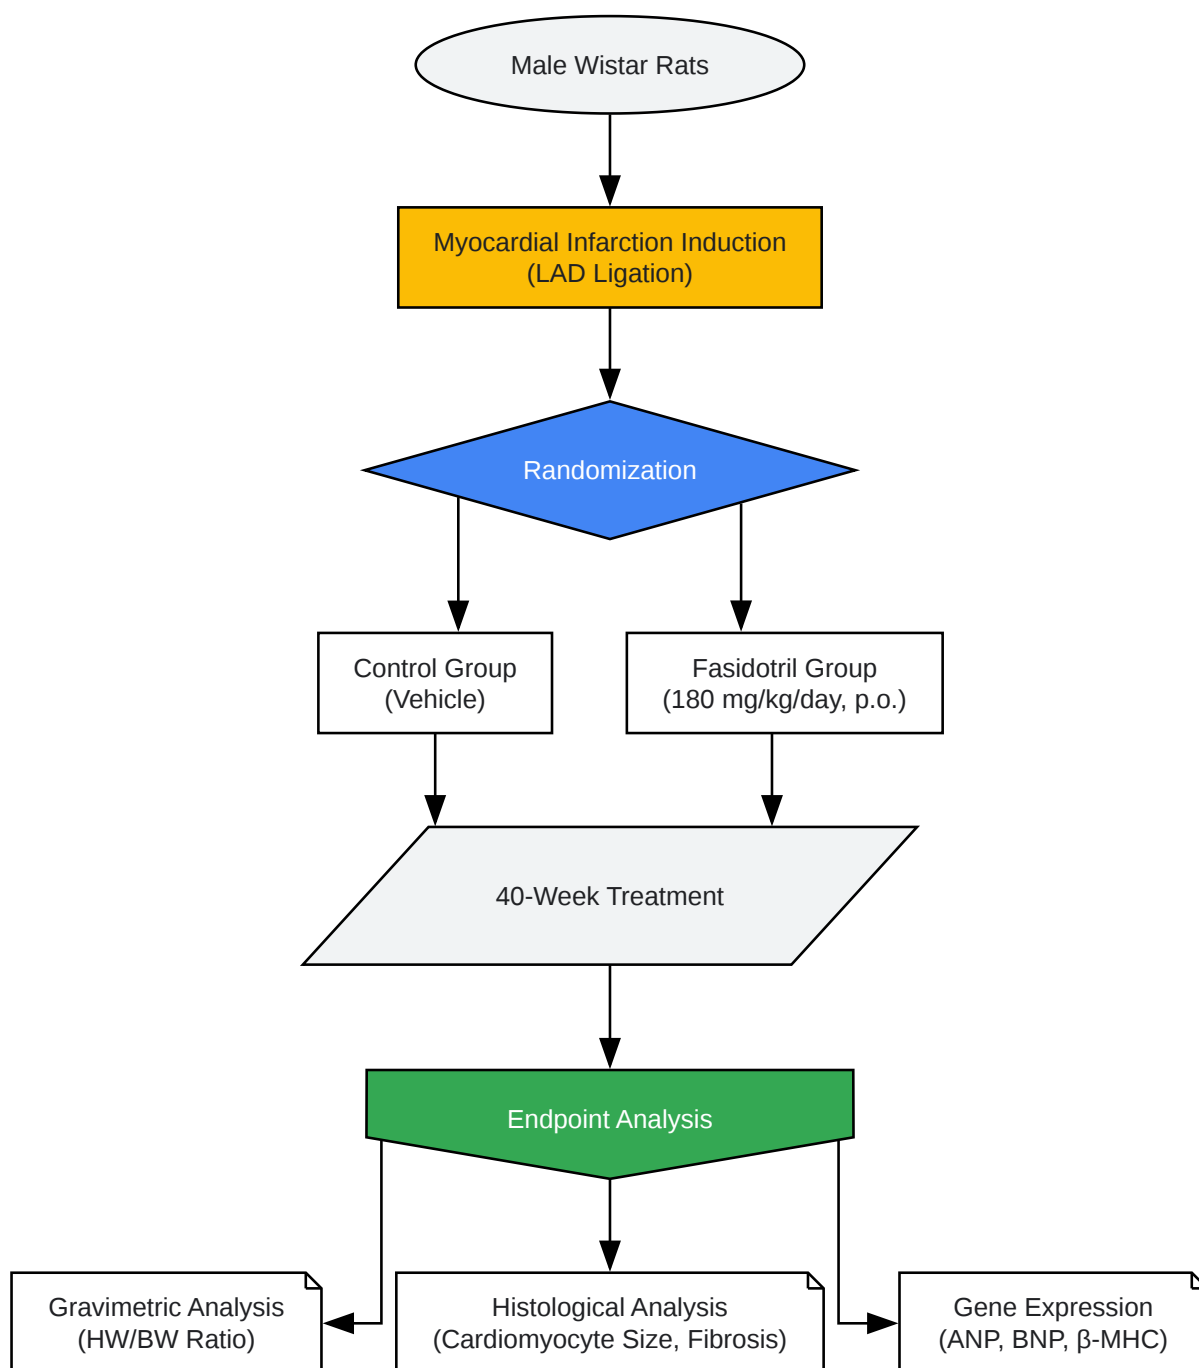 Male Wistar Rats
Myocardial Infarction Induction
(LAD Ligation)
Randomization
Control Group
(Vehicle)
Fasidotril Group
(180 mg/kg/day, p.o.)
40-Week Treatment
Endpoint Analysis
Gravimetric Analysis
(HW/BW Ratio)
Histological Analysis
(Cardiomyocyte Size, Fibrosis)
Gene Expression
(ANP, BNP, β-MHC)